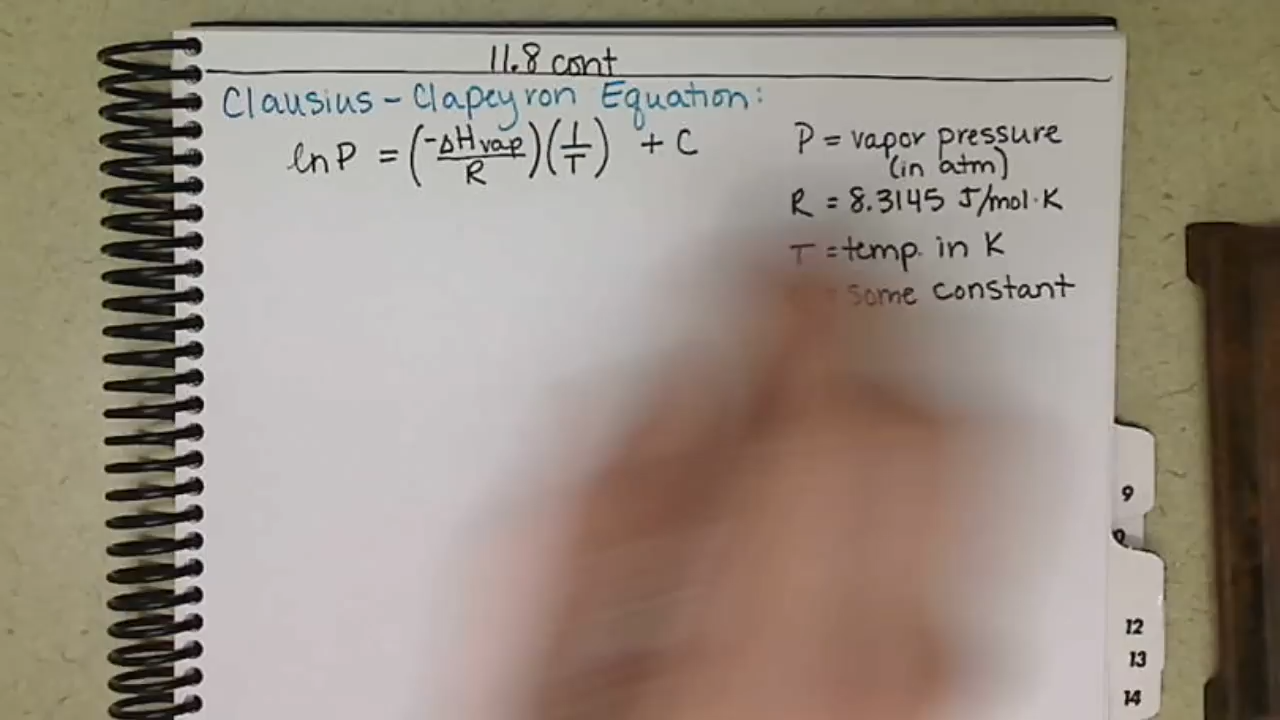 11.8 cont
Clausius-Clapeyron Equation:
ln P = (-ΔHvap/R)(1/T) + C
P = vapor pressure
(in atm)
R = 8.3145 J/mol·K
T = temp. in K
some constant
9
12
13
14